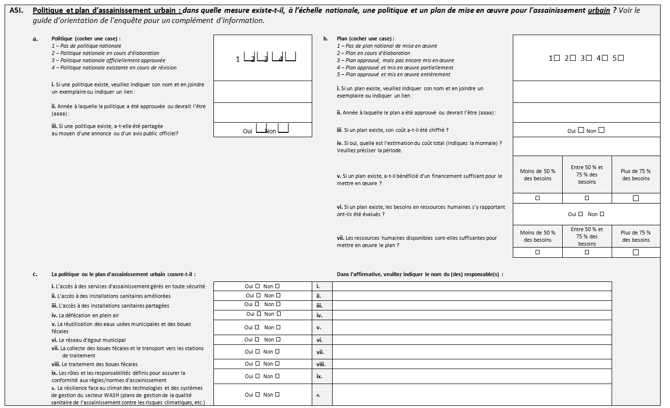 A5I. Politique et plan d'assainissement urbain : dans quelle mesure existe-t-il, à l'échelle nationale, une politique et un plan de mise en œuvre pour l'assainissement urbain ? Voir le
guide d'orientation de l'enquête pour un complément d'information.
a. Politique (cocher une case) :
1 – Pas de politique nationale
2 – Politique nationale en cours d'élaboration
3 – Politique nationale officiellement approuvée
4 – Politique nationale existante en cours de révision
1 2 3 4
i. Si une politique existe, veuillez indiquer son nom et en joindre
un exemplaire ou indiquer un lien :
ii. Année à laquelle la politique a été approuvée ou devrait l'être
(aaaa) :
iii. Si une politique existe, a-t-elle été partagée
au moyen d'une annonce ou d'un avis public officiel?
Oui Non
b. Plan (cocher une case) :
1 – Pas de plan national de mi en œuvre
2 – Plan en cours d'élaboration
3 – Plan approuvé, mais pas encore mis en œuvre
4 – Plan approuvé et mis en œuvre partiellement
5 – Plan approuvé et mis en œuvre entièrement
1☐ 2☐ 3☐ 4☐ 5☐
i. Si un plan existe, veuillez indiquer son nom et en joindre un
exemplaire ou indiquer un lien :
ii. Année à laquelle le plan a été approuvé ou devrait l'être (aaaa) :
iii. Si un plan existe, son coût a-t-il été chiffré ?
Oui ☐ Non ☐
iv. Si oui, quelle est l'estimation du coût total (indiquez la monnaie) ?
Veuillez préciser la période.
v. Si un plan existe, a-t-il bénéficié d'un financement suffisant pour le
mettre en œuvre ?
Moins de 50 %
des besoins
Entre 50 % et
75 % des
besoins
Plus de 75 %
des besoins
☐ ☐ ☐
vi. Si un plan existe, les besoins en ressources humaines s'y rapportant
ont-ils été évalués ?
Oui ☐ Non ☐
vii. Les ressources humaines disponibles sont-elles suffisantes pour
mettre en œuvre le plan ?
Moins de 50 %
des besoins
Entre 50 % et
75 % des
besoins
Plus de 75 %
des besoins
☐ ☐ ☐
c. La politique ou le plan d'assainissement urbain couvre-t-il :
Dans l'affirmative, veuillez indiquer le nom du (des) responsable(s) :
i. L'accès à des services d'assainissement gérés en toute sécurité Oui ☐ Non ☐ i.
ii. L'accès à des installations sanitaires améliorées Oui ☐ Non ☐ ii.
iii. L'accès à des installations sanitaires partagées Oui ☐ Non ☐ iii.
iv. La défécation en plein air Oui ☐ Non ☐ iv.
v. La réutilisation des eaux usées municipales et des boues
fécales Oui ☐ Non ☐ v.
vi. Le réseau d'égout municipal Oui ☐ Non ☐ vi.
vii. La collecte des boues fécales et le transport vers les stations
de traitement Oui ☐ Non ☐ vii.
viii. Le traitement des boues fécales Oui ☐ Non ☐ viii.
ix. Les rôles et les responsabilités définis pour assurer la
conformité aux règles/normes d'assainissement Oui ☐ Non ☐ ix.
x. La résilience face au climat des technologies et des systèmes
de gestion du secteur WASH (plans de gestion de la qualité
sanitaire de l'assainissement contre les risques climatiques, etc.) Oui ☐ Non ☐ x.